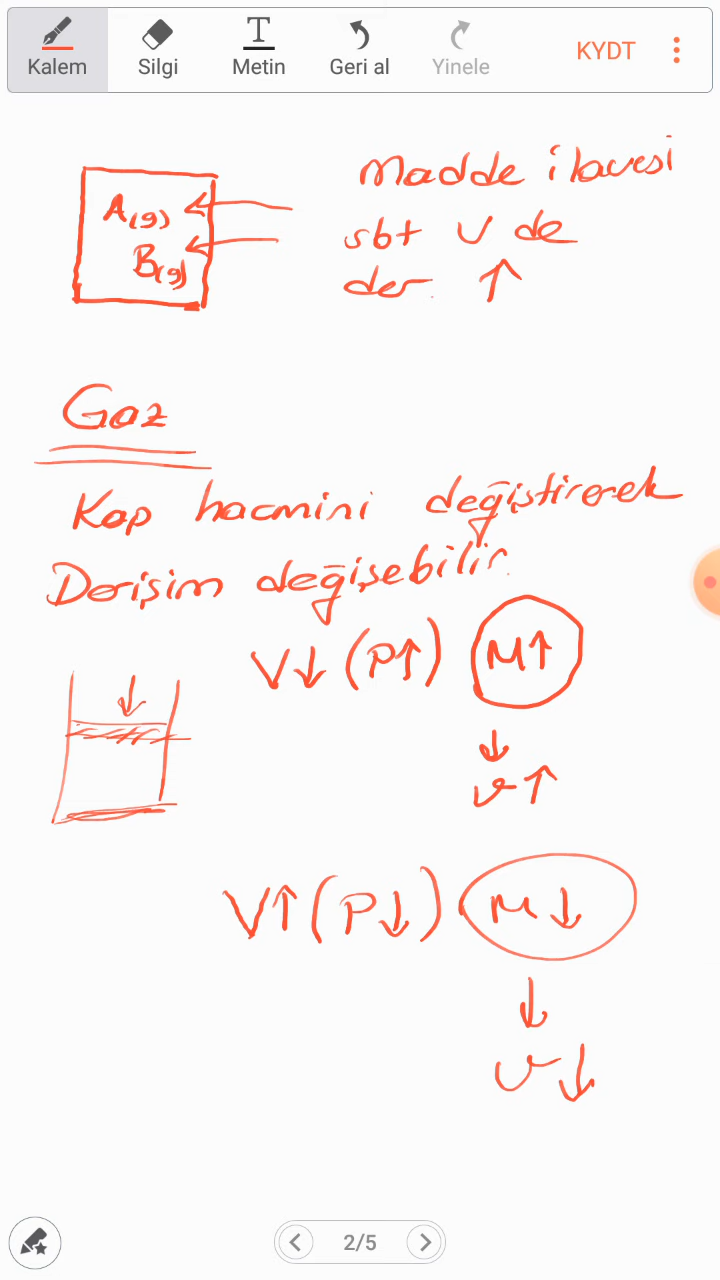 Kalem Silgi Metin Geri al Yinele KYDT
A(g)
B(g)
Madde ilavesi
sbt V de
der. ↑
Gaz
Kap hacmini değiştirerek
Derişim değişebilir.
V↓ (P↑) M↑
↓
v↑
V↑ (P↓) M↓
↓
v↓
2/5